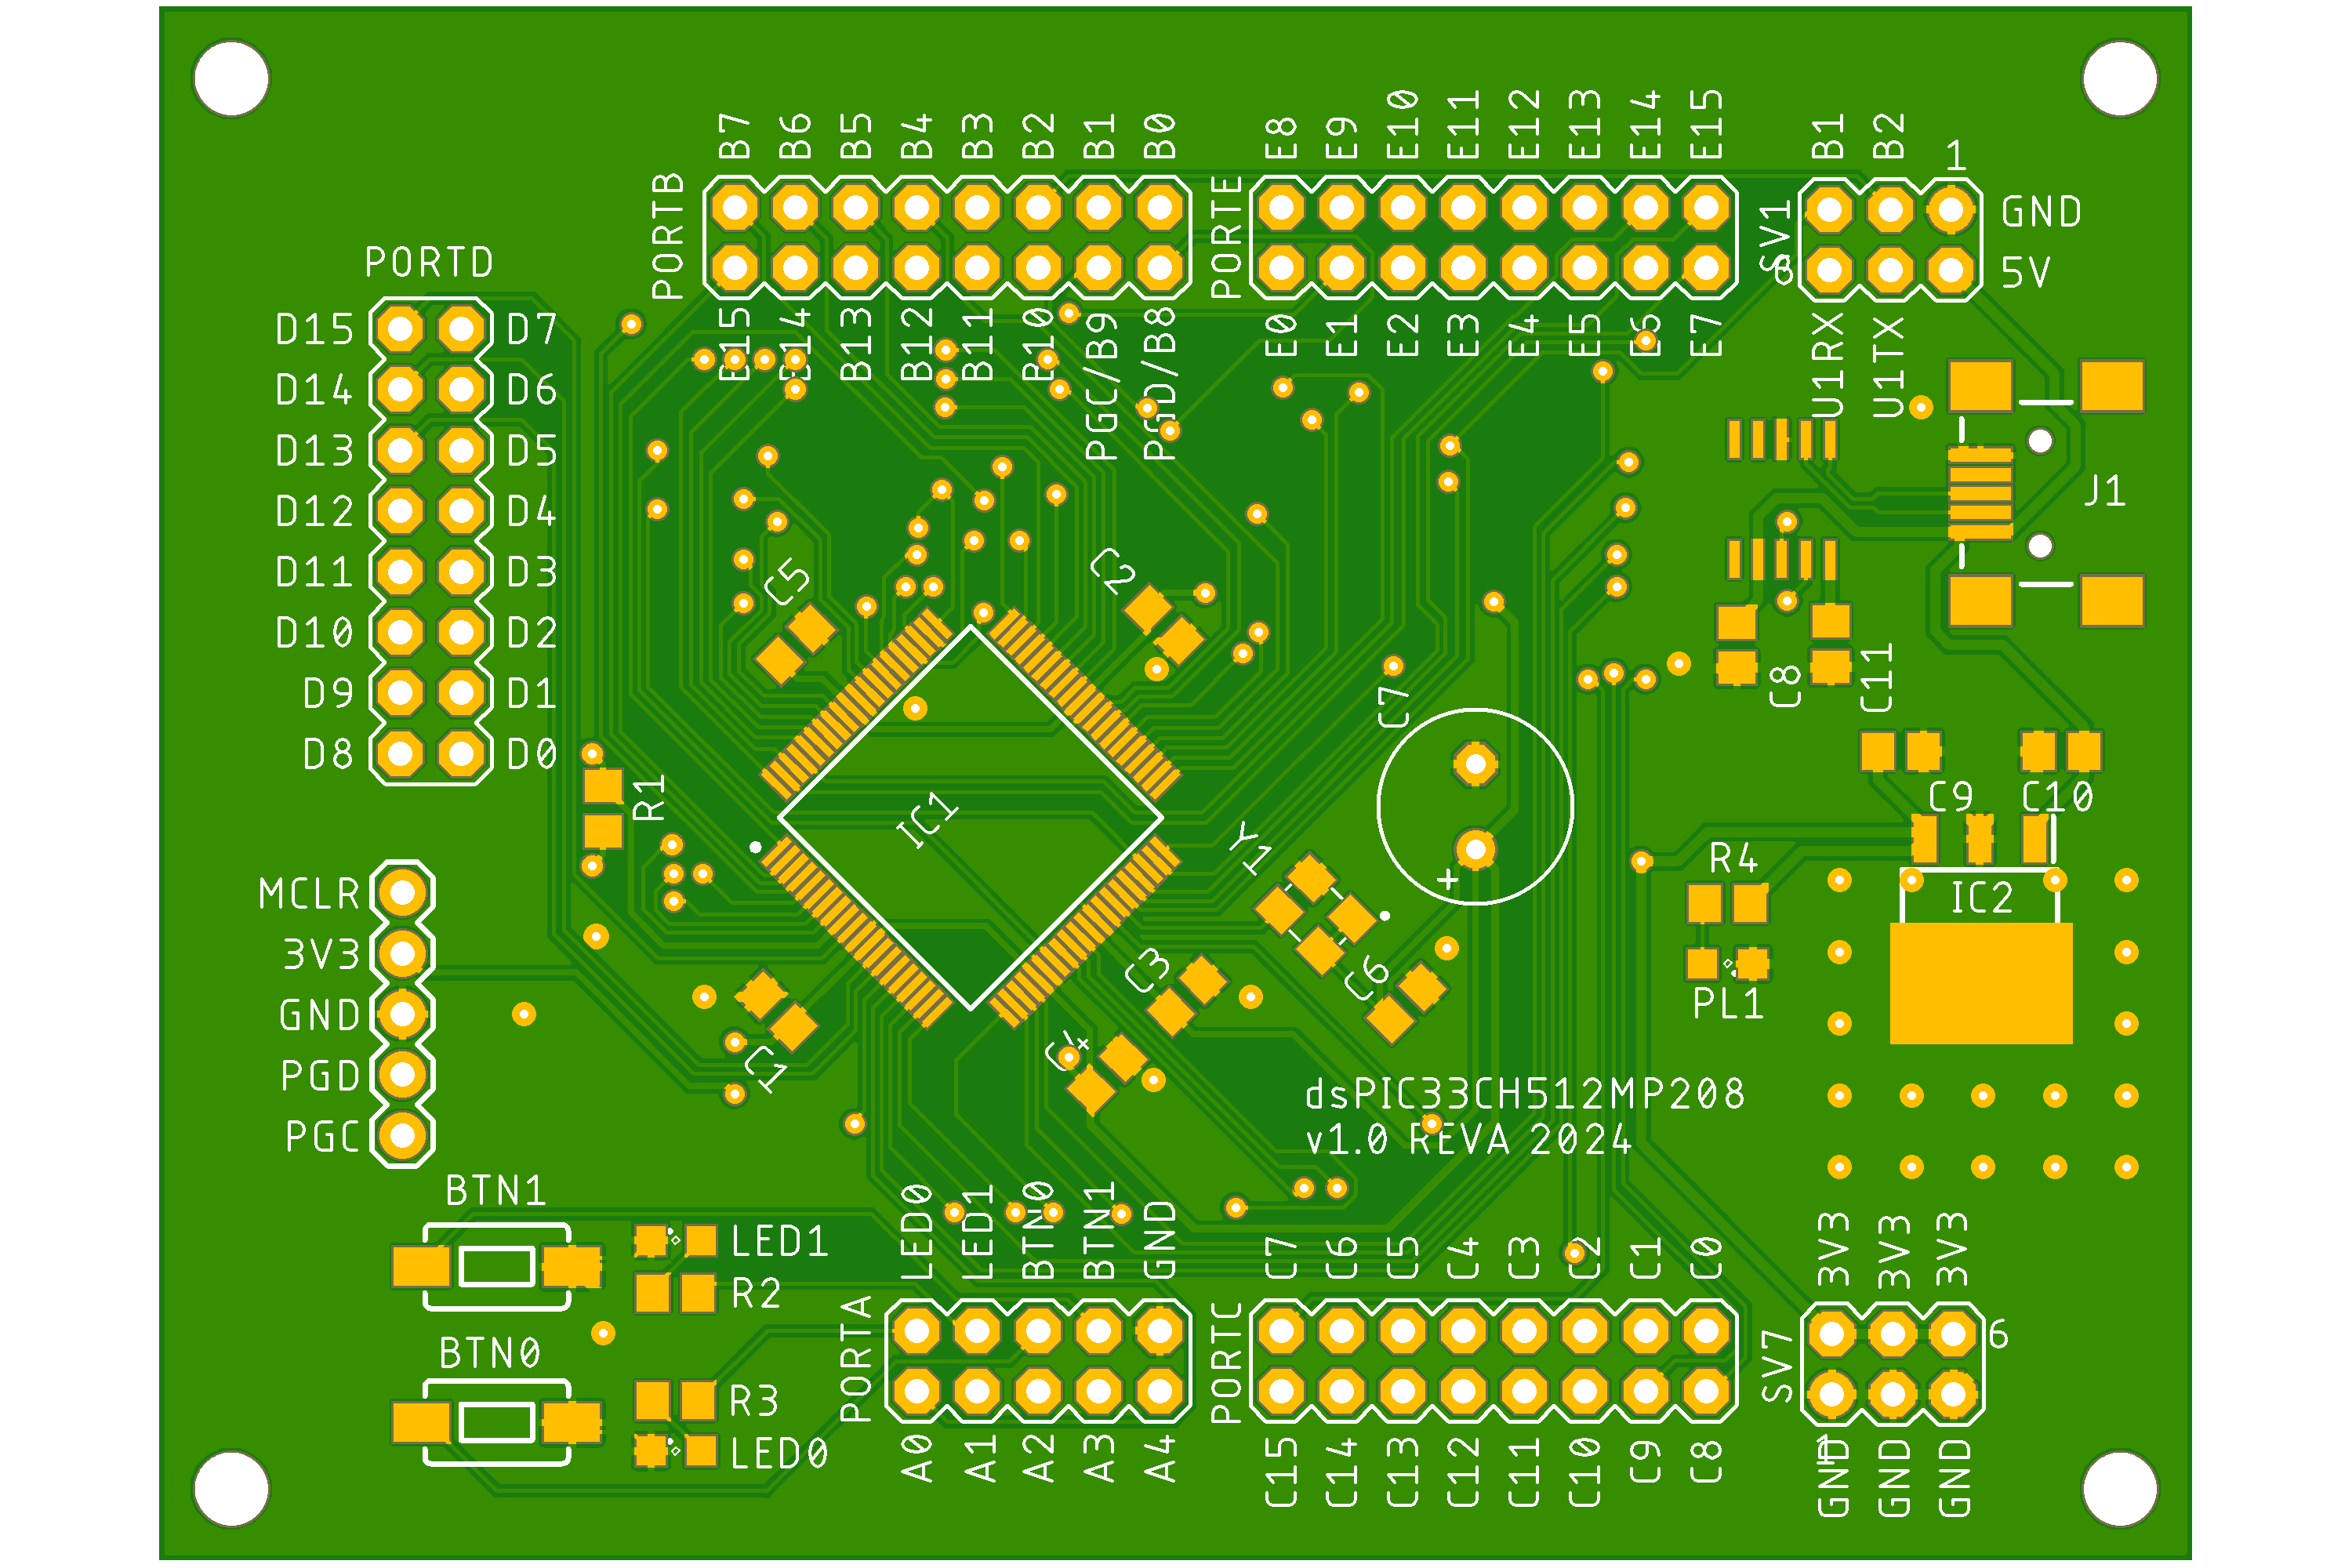 B7 B6 B5 B4 B3 B2 B1 B0
E8 E9 E10 E11 E12 E13 E14 E15
B1 B2 1
PORTB
PORTE
SV1
GND
6
5V
PORTD
B15 B14 B13 B12 B11 B10 PGC/B9 PGD/B8
E0 E1 E2 E3 E4 E5 E6 E7
U1RX U1TX
D15 D7
D14 D6
D13 D5
D12 D4
D11 D3
D10 D2
D9 D1
D8 D0
J1
C5
C2
C7
C8
C11
R1
IC1
Y1
C9 C10
+
R4
IC2
MCLR
3V3
GND
PGD
PGC
C3
C6
PL1
C1
C4
dsPIC33CH512MP208
v1.0 REVA 2024
BTN1
LED1
R2
BTN0
R3
LED0
LED0 LED1 BTN0 BTN1 GND
C7 C6 C5 C4 C3 C2 C1 C0
3V3 3V3 3V3
PORTA
PORTC
SV7
6
1
A0 A1 A2 A3 A4
C15 C14 C13 C12 C11 C10 C9 C8
GND GND GND